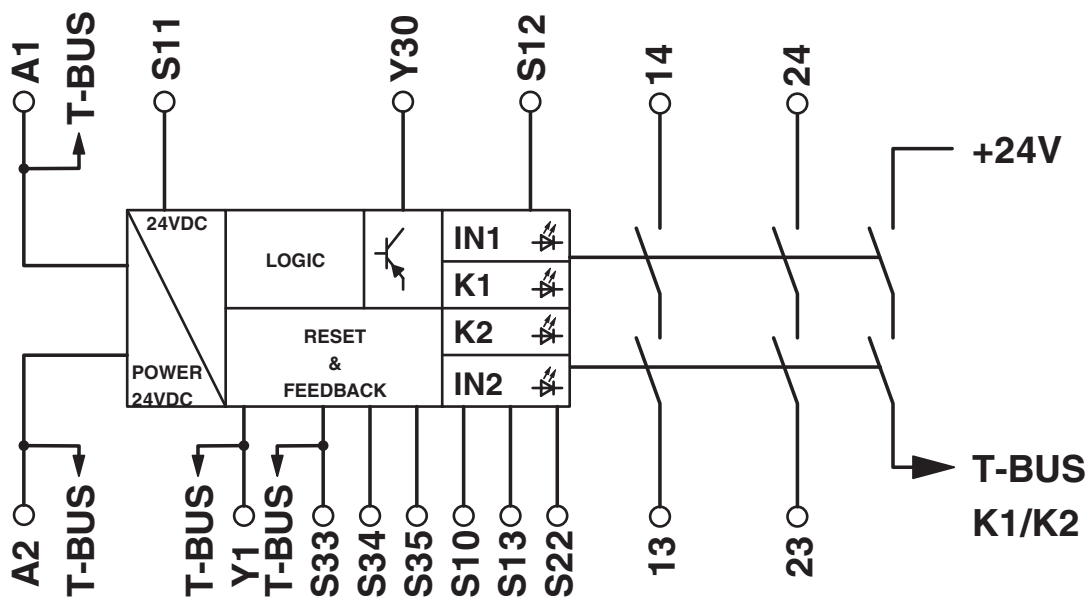 A1
T-BUS
S11
Y30
S12
14
24
+24V
24VDC
LOGIC
IN1
K1
RESET
&
FEEDBACK
K2
IN2
POWER
24VDC
A2
T-BUS
T-BUS
Y1
T-BUS
S33
S34
S35
S10
S13
S22
13
23
T-BUS
K1/K2